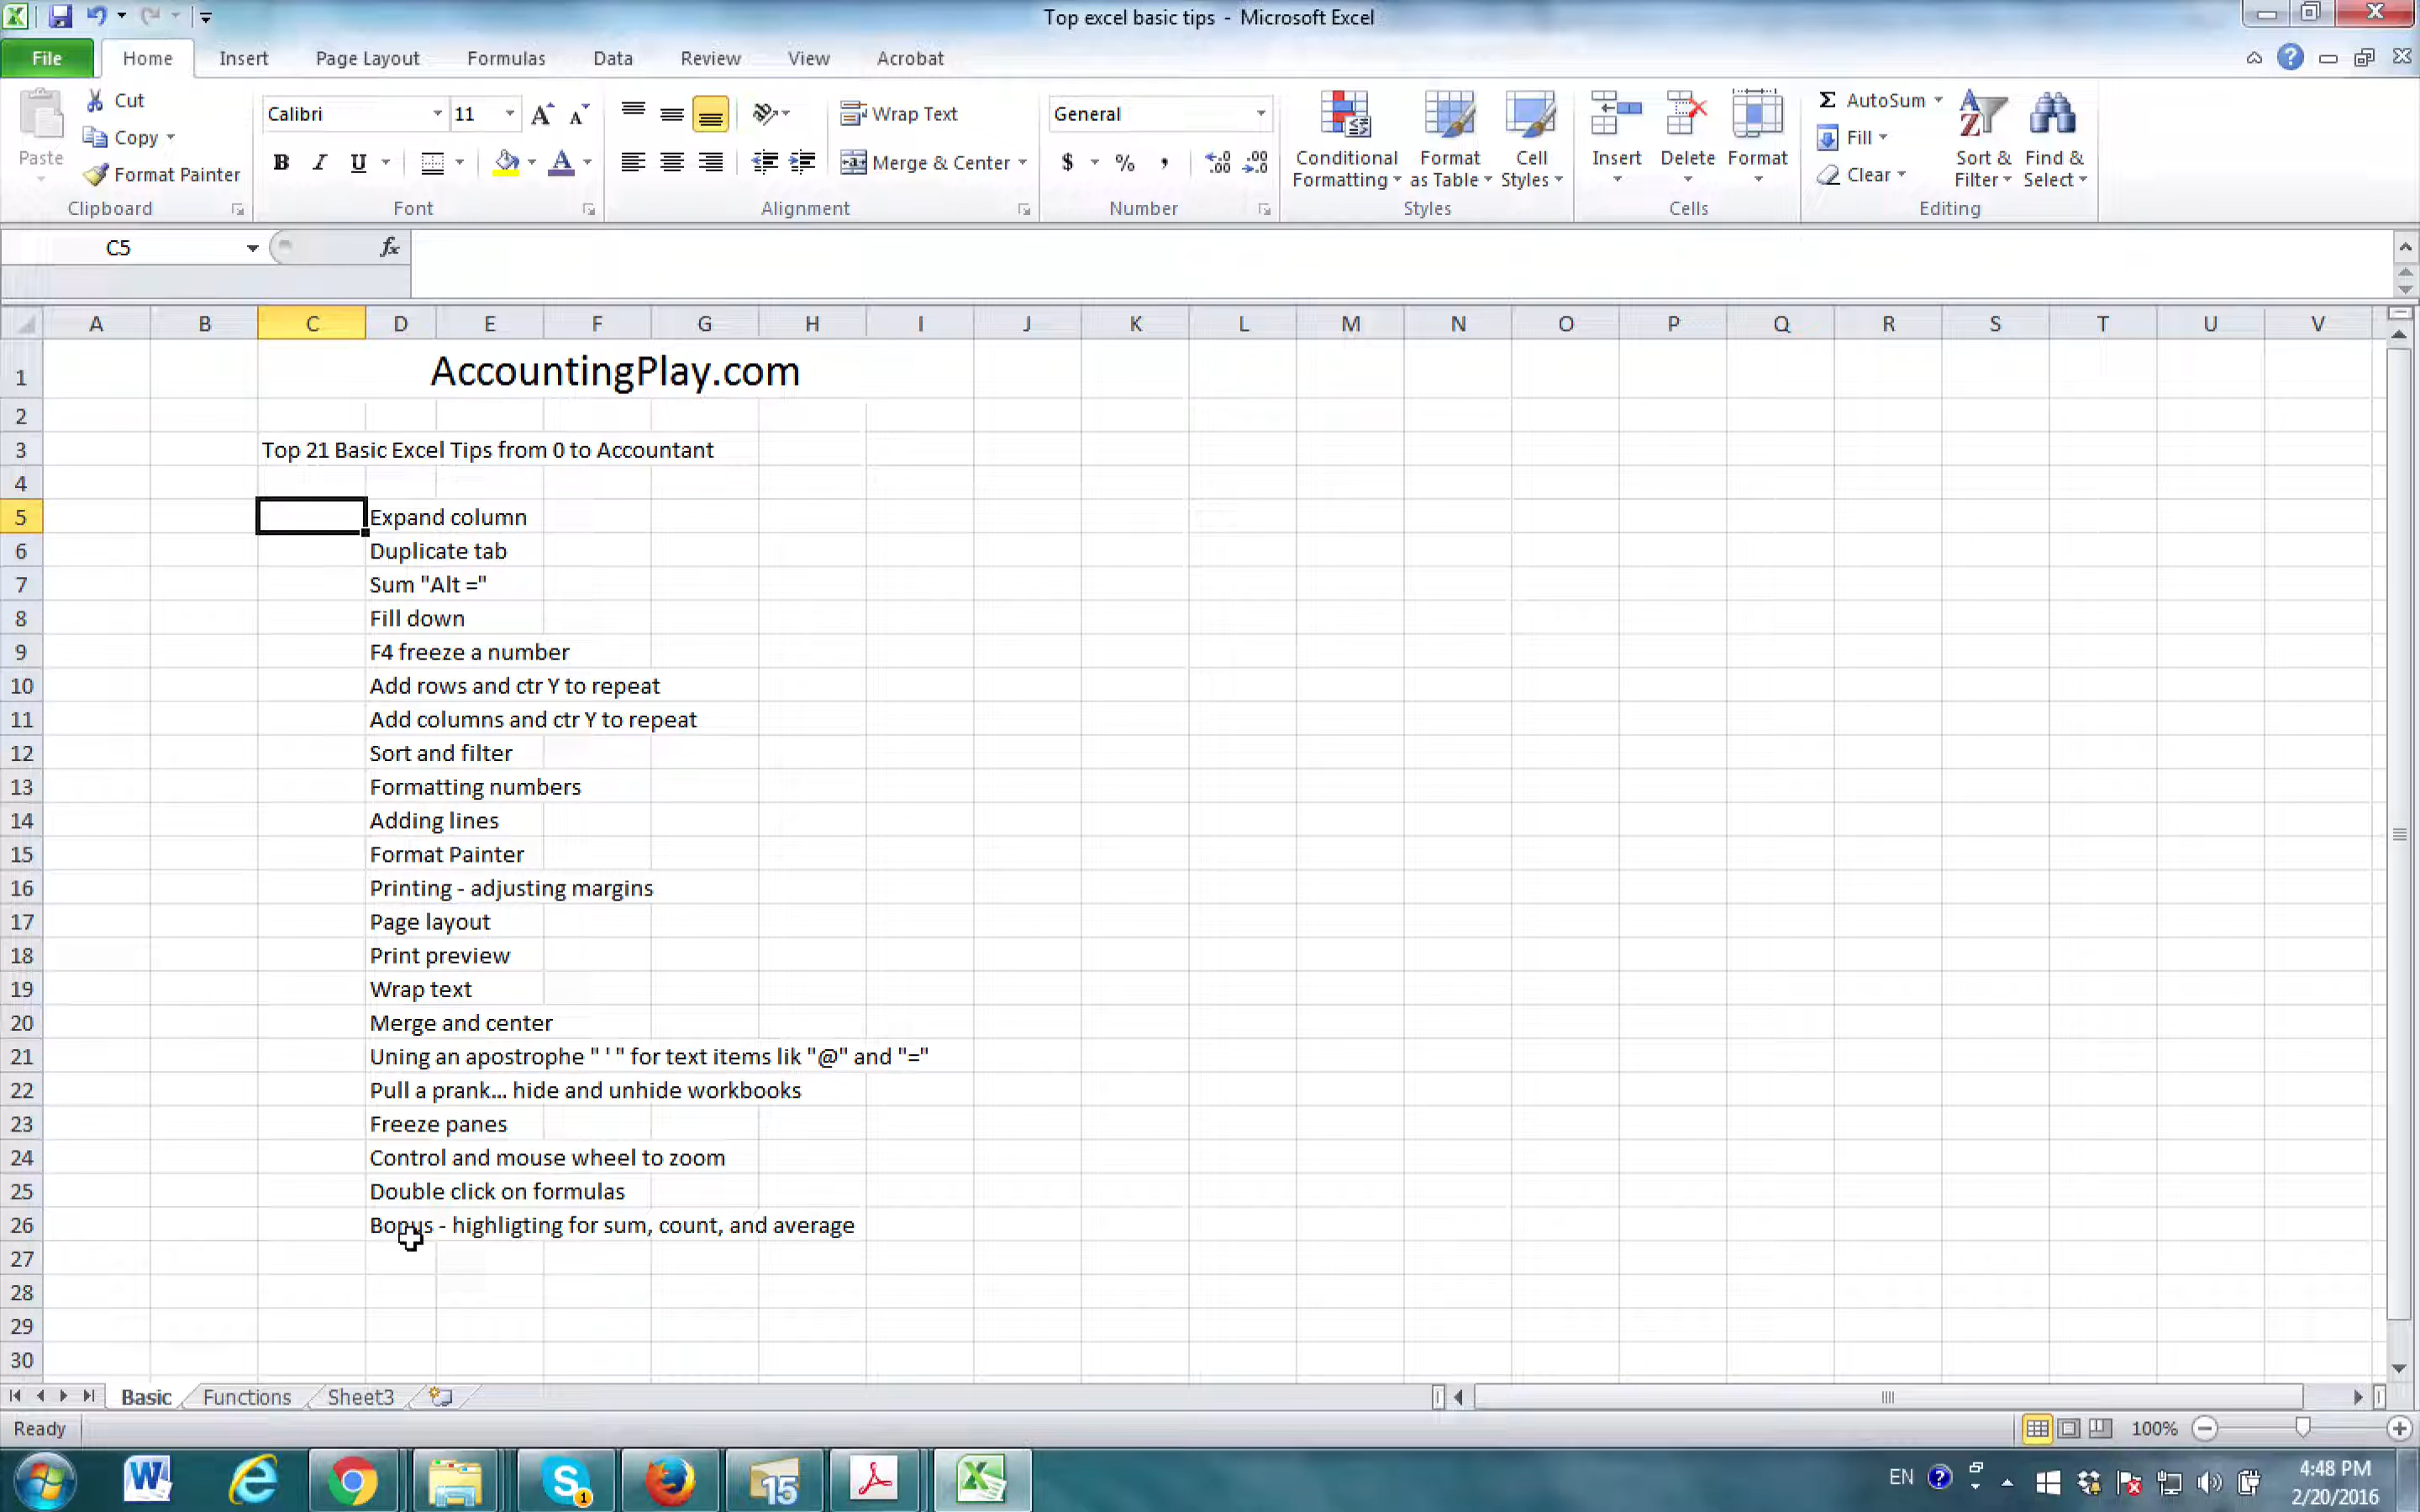 Top excel basic tips - Microsoft Excel
File Home Insert Page Layout Formulas Data Review View Acrobat
Paste
Cut
Copy
Format Painter
Clipboard
Calibri 11
B I U
Font
Wrap Text
Merge & Center
Alignment
General
$ % ,
Number
Conditional Formatting
Format as Table
Cell Styles
Styles
Insert Delete Format
Cells
Σ AutoSum
Fill
Clear
Sort & Filter
Find & Select
Editing
C5 fx
A B C D E F G H I J K L M N O P Q R S T U V
1 AccountingPlay.com
2
3 Top 21 Basic Excel Tips from 0 to Accountant
4
5 Expand column
6 Duplicate tab
7 Sum "Alt ="
8 Fill down
9 F4 freeze a number
10 Add rows and ctr Y to repeat
11 Add columns and ctr Y to repeat
12 Sort and filter
13 Formatting numbers
14 Adding lines
15 Format Painter
16 Printing - adjusting margins
17 Page layout
18 Print preview
19 Wrap text
20 Merge and center
21 Uning an apostrophe " ' " for text items lik "@" and "="
22 Pull a prank... hide and unhide workbooks
23 Freeze panes
24 Control and mouse wheel to zoom
25 Double click on formulas
26 Bonus - highligting for sum, count, and average
27
28
29
30
Basic Functions Sheet3
Ready 100%
EN 4:48 PM
2/20/2016